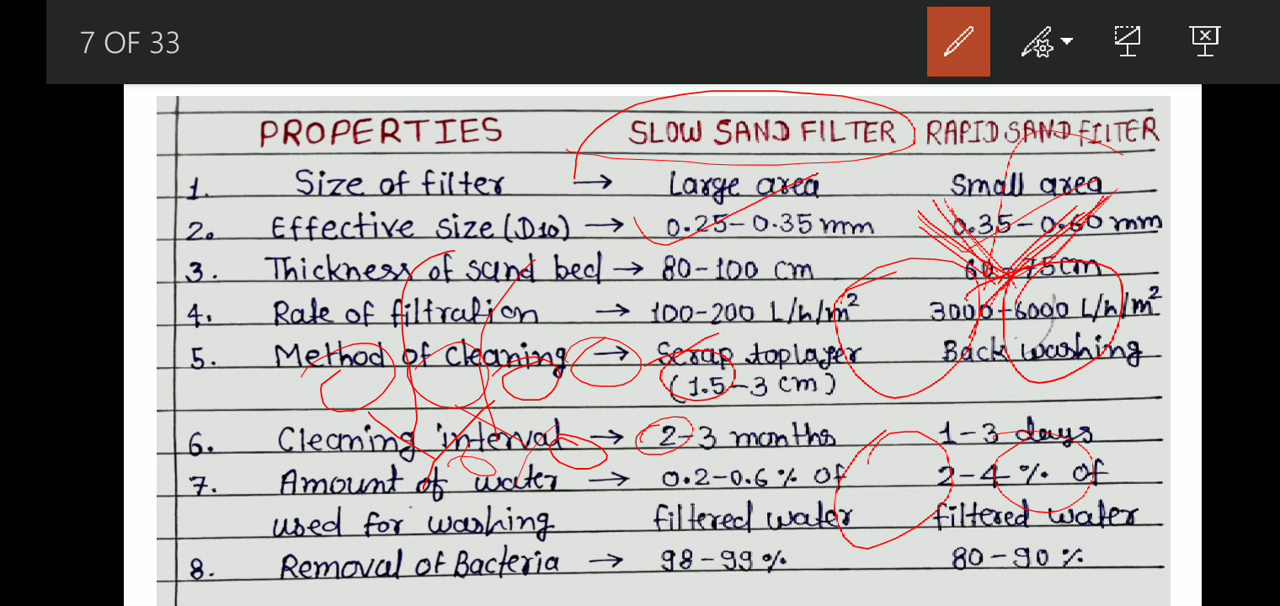 7 OF 33
PROPERTIES SLOW SAND FILTER RAPID SAND FILTER
1. Size of filter → Large area Small area
2. Effective size (D10) → 0.25-0.35 mm 0.35-0.60 mm
3. Thickness of sand bed → 80-100 cm 60-75cm
4. Rate of filtration → 100-200 L/h/m² 3000-6000 L/h/m²
5. Method of cleaning → Scrap toplayer Back washing
(1.5-3 cm)
6. Cleaning interval → 2-3 months 1-3 days
7. Amount of water → 0.2-0.6 % of 2-4 % of
used for washing filtered water filtered water
8. Removal of Bacteria → 98-99 % 80-90 %